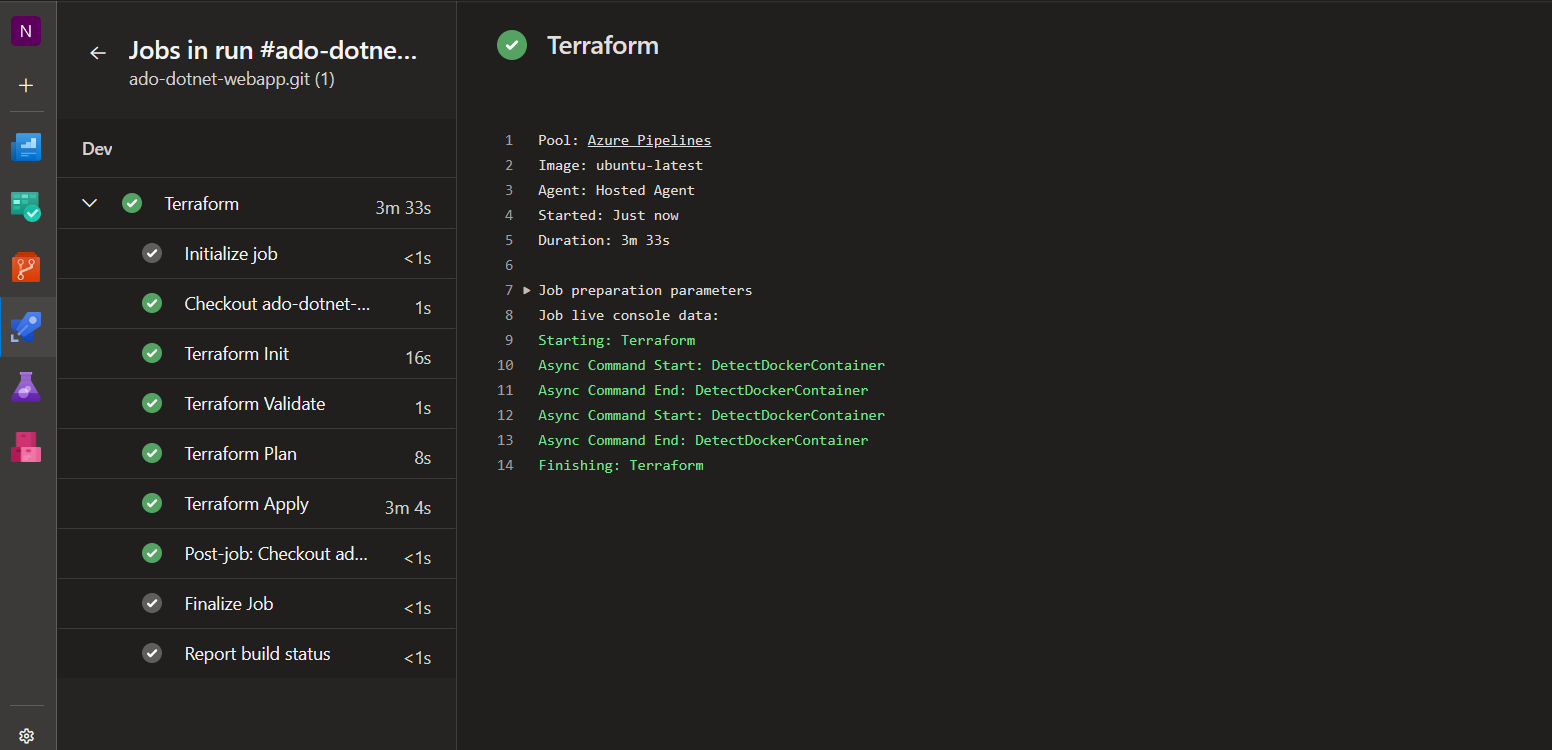 N
Jobs in run #ado-dotne...
ado-dotnet-webapp.git (1)
Dev
Terraform 3m 33s
Initialize job <1s
Checkout ado-dotnet-... 1s
Terraform Init 16s
Terraform Validate 1s
Terraform Plan 8s
Terraform Apply 3m 4s
Post-job: Checkout ad... <1s
Finalize Job <1s
Report build status <1s
Terraform
1 Pool: Azure Pipelines
2 Image: ubuntu-latest
3 Agent: Hosted Agent
4 Started: Just now
5 Duration: 3m 33s
6
7 Job preparation parameters
8 Job live console data:
9 Starting: Terraform
10 Async Command Start: DetectDockerContainer
11 Async Command End: DetectDockerContainer
12 Async Command Start: DetectDockerContainer
13 Async Command End: DetectDockerContainer
14 Finishing: Terraform